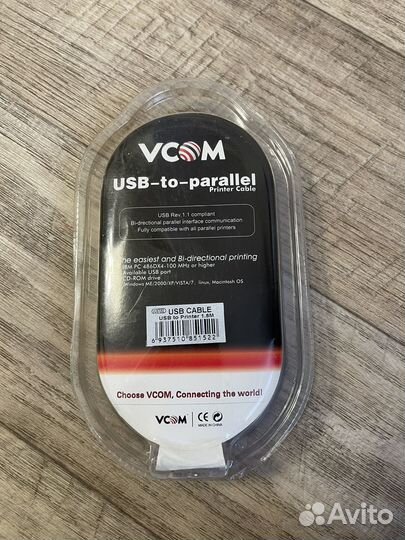 VCOM
USB-to-parallel
Printer Cable
USB Rev.1.1 compliant
Bi-directional parallel interface communication
Fully compatible with all parallel printers
he easiest and Bi-directional printing
IBM PC 486DX4-100 MHz or higher
Available USB port
CD-ROM drive
Windows ME/2000/XP/VISTA/7, linux, Macintosh OS
USB CABLE
USB to Printer 1.8M
6 937510 851522
Choose VCOM, Connecting the world!
VCOM
CE
MADE IN CHINA
Avito